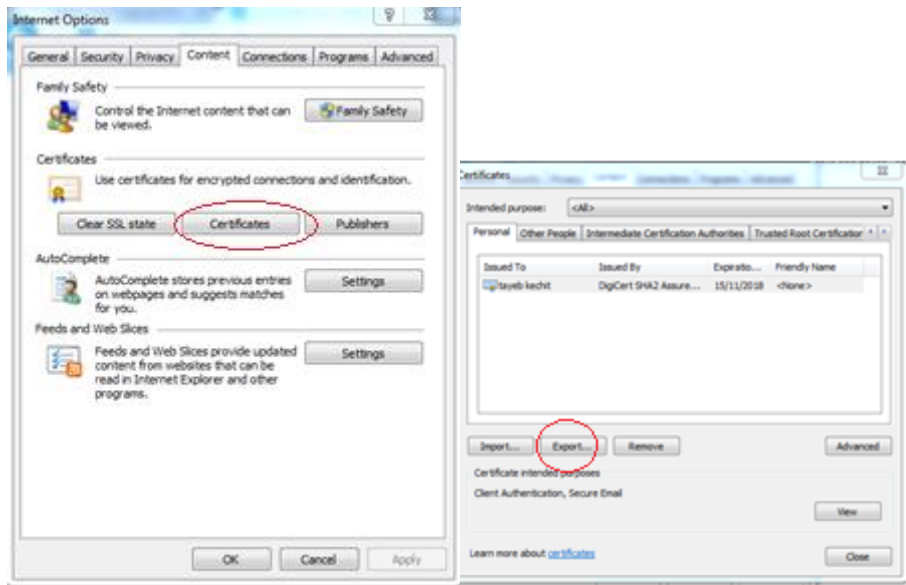 Internet Options
General Security Privacy Content Connections Programs Advanced
Family Safety
Control the Internet content that can
be viewed.
Family Safety
Certificates
Use certificates for encrypted connections and identification.
Clear SSL state
Certificates
Publishers
AutoComplete
AutoComplete stores previous entries
on webpages and suggests matches
for you.
Settings
Feeds and Web Slices
Feeds and Web Slices provide updated
content from websites that can be
read in Internet Explorer and other
programs.
Settings
OK
Cancel
Apply
Certificates
Intended purpose:
<All>
Personal Other People Intermediate Certification Authorities Trusted Root Certification
Issued To Issued By Expiratio... Friendly Name
tayeb kechit DigiCert SHA2 Assure... 15/11/2018 <None>
Import...
Export...
Remove
Advanced
Certificate intended purposes
Client Authentication, Secure Email
View
Learn more about certificates
Close